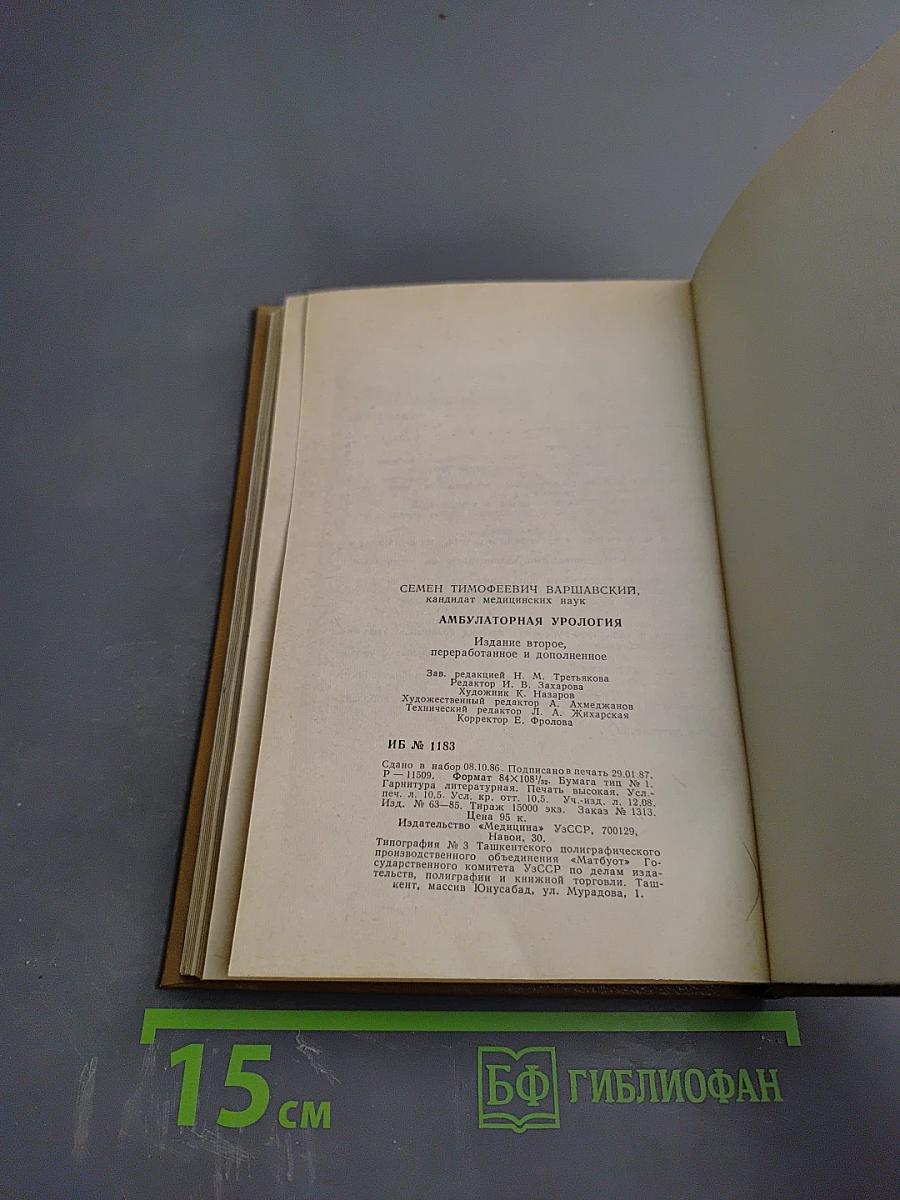 СЕМЕН ТИМОФЕЕВИЧ ВАРШАВСКИЙ,
кандидат медицинских наук
АМБУЛАТОРНАЯ УРОЛОГИЯ
Издание второе,
переработанное и дополненное
Зав. редакцией Н. М. Третьякова
Редактор И. В. Захарова
Художник К. Назаров
Художественный редактор А. Ахмеджанов
Технический редактор Л. А. Жихарская
Корректор Е. Фролова
ИБ № 1183
Сдано в набор 08.10.86. Подписано в печать 29.01.87.
Р — 11509. Формат 84×108¹/₃₂. Бумага тип № 1.
Гарнитура литературная. Печать высокая. Усл.-
печ. л. 10,5. Усл. кр. отт. 10,5. Уч.-изд. л. 12,08.
Изд. № 63—85. Тираж 15000 экз. Заказ № 1313.
Цена 95 к.
Издательство «Медицина» УзССР, 700129,
Навои, 30.
Типография № 3 Ташкентского полиграфического
производственного объединения «Матбуот» Го-
сударственного комитета УзССР по делам изда-
тельств, полиграфии и книжной торговли. Таш-
кент, массив Юнусабад, ул. Мурадова, 1.
15 см
БФ ГИБЛИОФАН